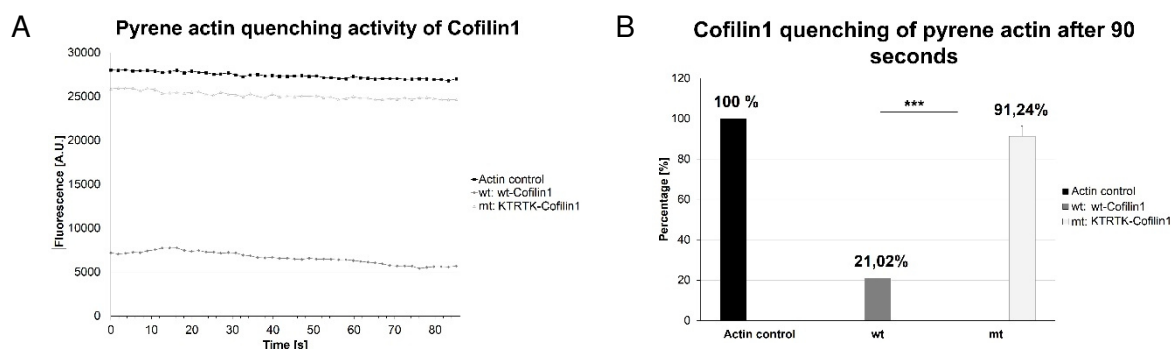 A
Pyrene actin quenching activity of Cofilin1
30000
25000
20000
15000
10000
5000
0
Fluorescence [A.U.]
0 10 20 30 40 50 60 70 80
Time [s]
Actin control
wt: wt-Cofilin1
mt: KTRTK-Cofilin1
B
Cofilin1 quenching of pyrene actin after 90
seconds
120
100
80
60
40
20
0
Percentage [%]
100 %
21,02%
***
91,24%
Actin control wt mt
Actin control
wt: wt-Cofilin1
mt: KTRTK-Cofilin1